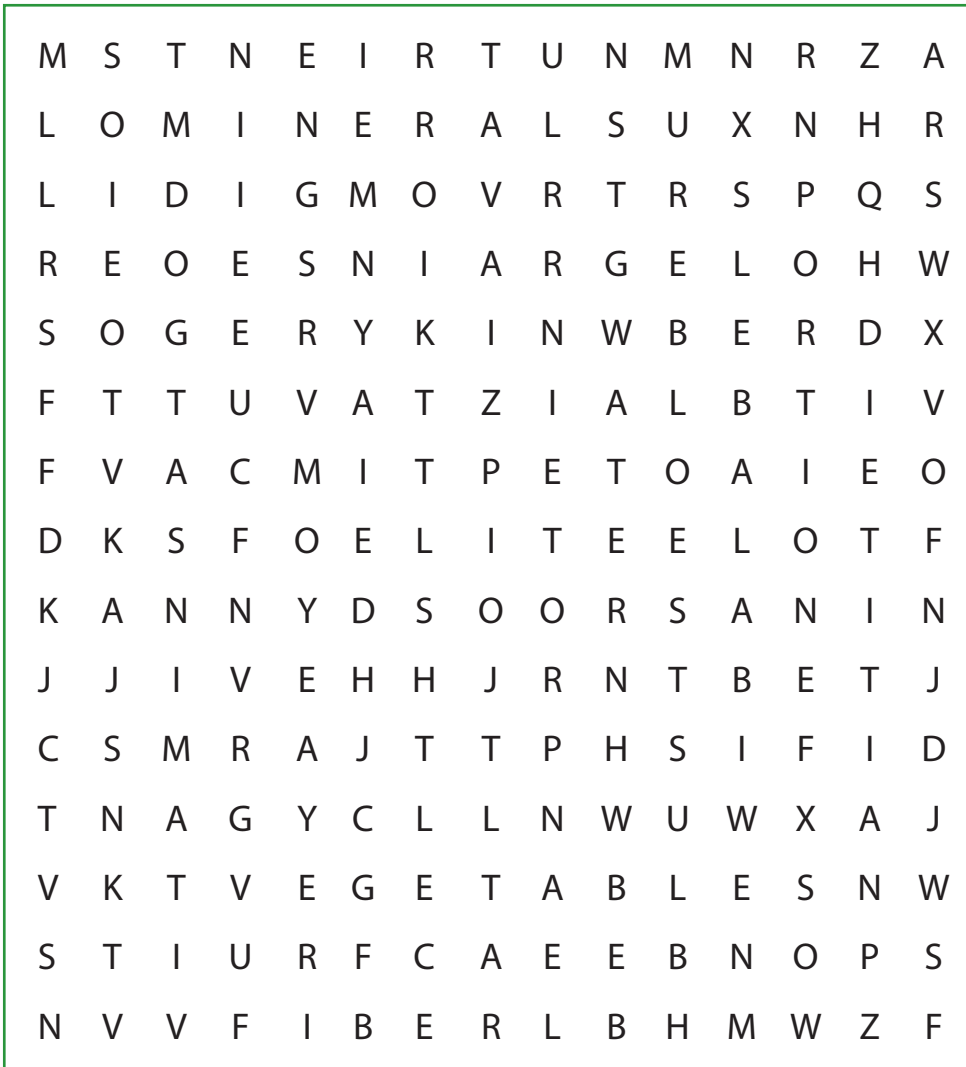 M S T N E I R T U N M N R Z A
L O M I N E R A L S U X N H R
L I D I G M O V R T R S P Q S
R E O E S N I A R G E L O H W
S O G E R Y K I N W B E R D X
F T T U V A T Z I A L B T I V
F V A C M I T P E T O A I E O
D K S F O E L I T E E L O T F
K A N N Y D S O O R S A N I N
J J I V E H H J R N T B E T J
C S M R A J T T P H S I F I D
T N A G Y C L L N W U W X A J
V K T V E G E T A B L E S N W
S T I U R F C A E E B N O P S
N V V F I B E R L B H M W Z F